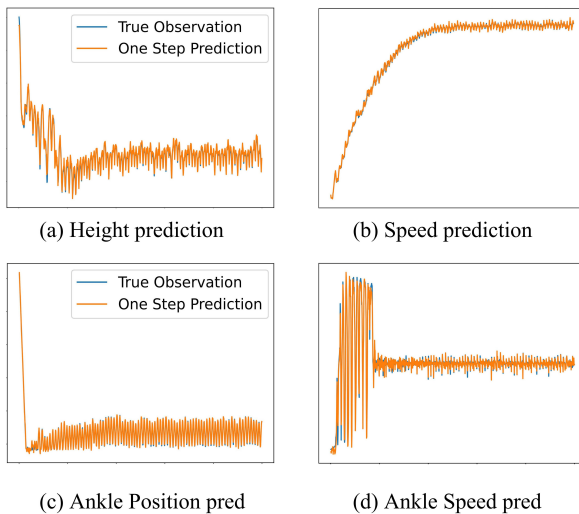 True Observation
One Step Prediction
(a) Height prediction
(b) Speed prediction
True Observation
One Step Prediction
(c) Ankle Position pred
(d) Ankle Speed pred